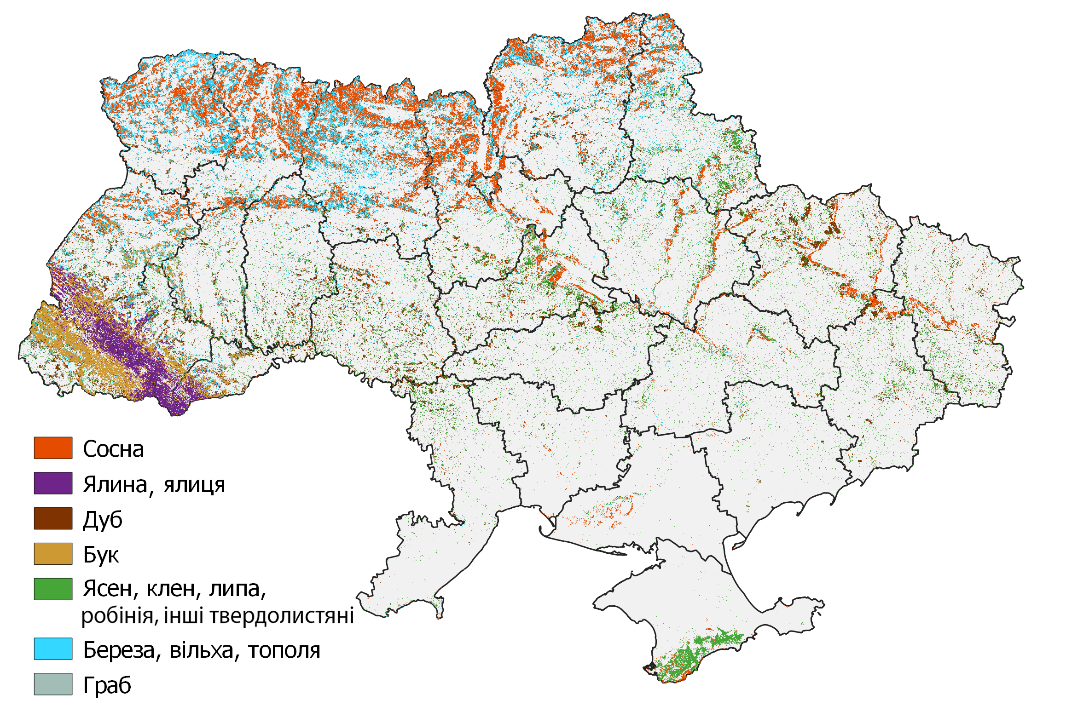 Сосна
Ялина, ялиця
Дуб
Бук
Ясен, клен, липа,
робінія, інші твердолистяні
Береза, вільха, тополя
Граб